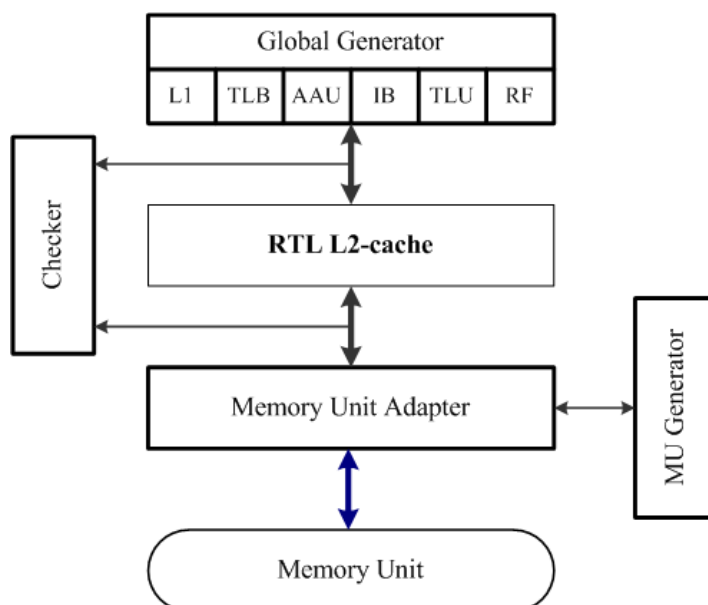 Global Generator
L1 TLB AAU IB TLU RF
Checker
RTL L2-cache
Memory Unit Adapter
MU Generator
Memory Unit